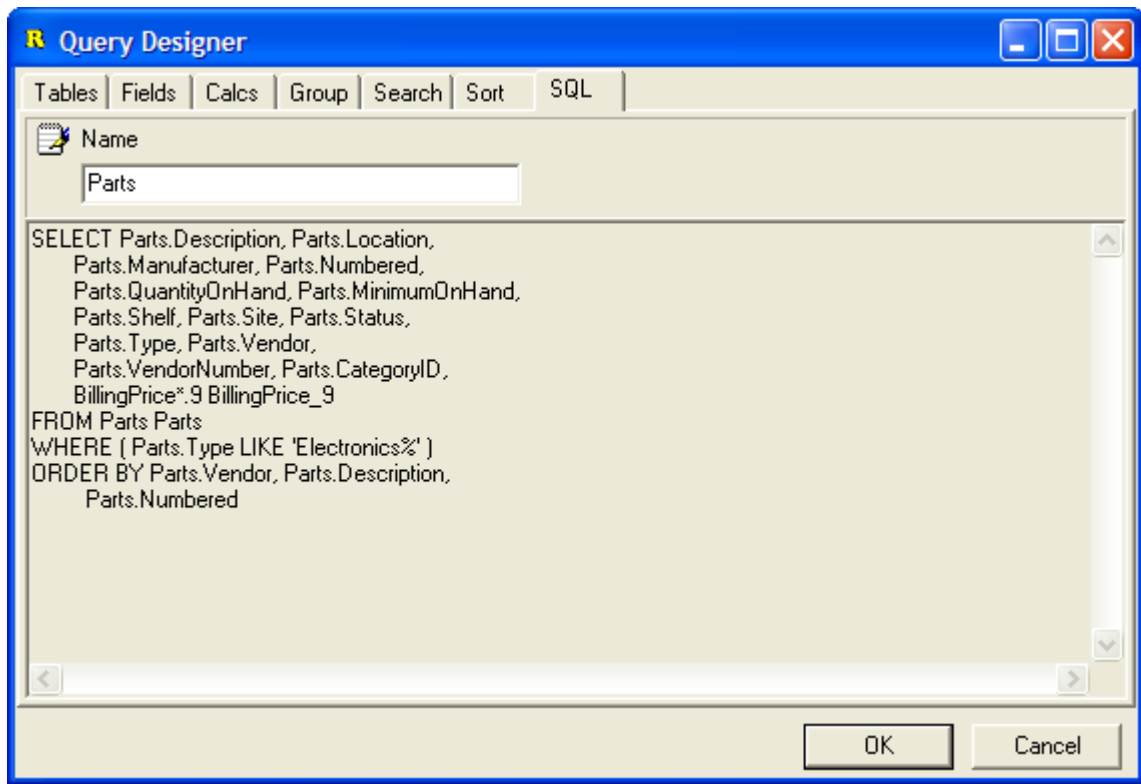 R Query Designer
Tables Fields Calcs Group Search Sort SQL
Name
Parts
SELECT Parts.Description, Parts.Location,
Parts.Manufacturer, Parts.Numbered,
Parts.QuantityOnHand, Parts.MinimumOnHand,
Parts.Shelf, Parts.Site, Parts.Status,
Parts.Type, Parts.Vendor,
Parts.VendorNumber, Parts.CategoryID,
BillingPrice*.9 BillingPrice_9
FROM Parts Parts
WHERE ( Parts.Type LIKE 'Electronics%' )
ORDER BY Parts.Vendor, Parts.Description,
Parts.Numbered
OK Cancel